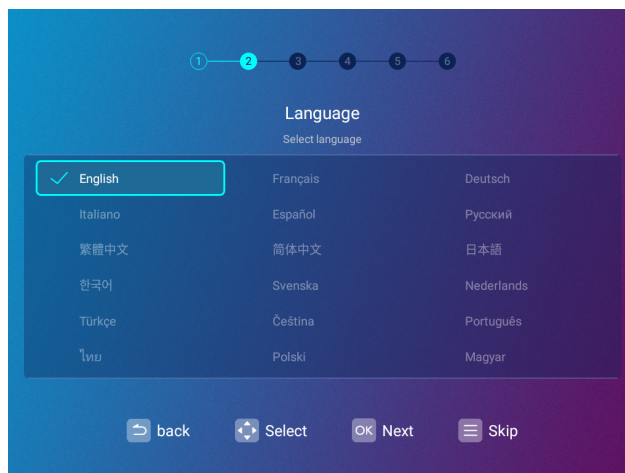 1 2 3 4 5 6
Language
Select language
English Français Deutsch
Italiano Español Русский
繁體中文 简体中文 日本語
한국어 Svenska Nederlands
Türkçe Čeština Português
ไทย Polski Magyar
back Select OK Next Skip